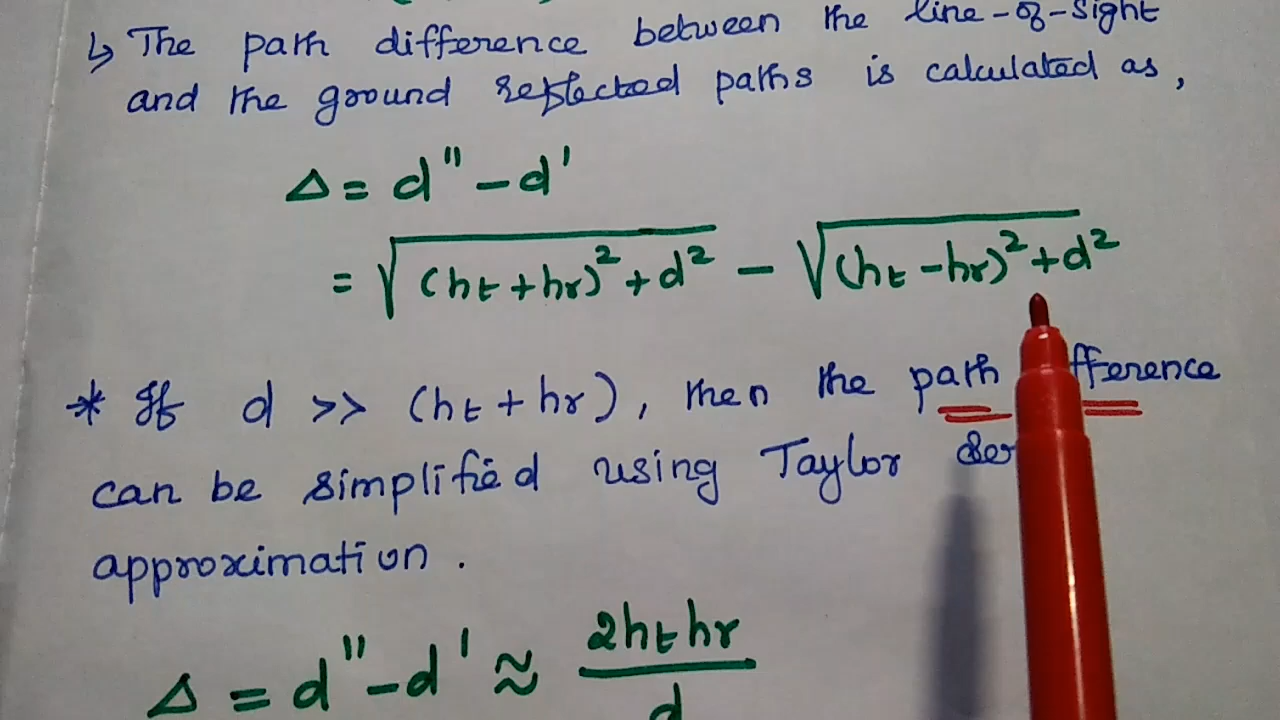 ↳ The path difference between the line-of-sight
and the ground reflected paths is calculated as,
Δ = d" - d'
= √(ht + hr)² + d² - √(ht - hr)² + d²
* If d >> (ht + hr), then the path fference
can be simplified using Taylor
approximation.
Δ = d" - d' ≈ 2hthr
d